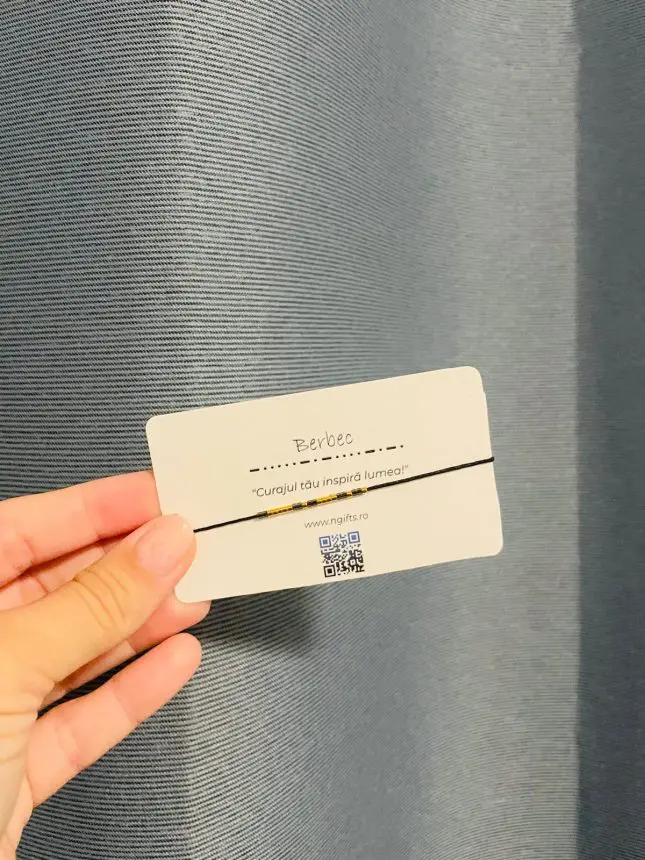 Berbec
"Curajul tău inspiră lumea!"
www.ngifts.ro